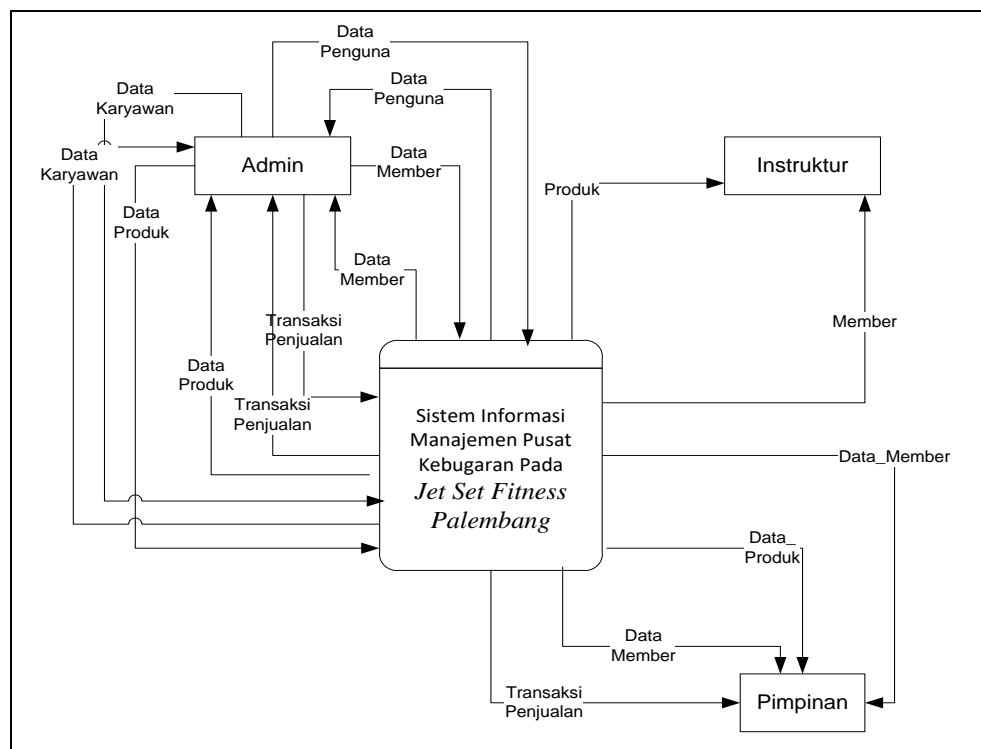 Data
Penguna
Data
Penguna
Data
Karyawan
Data
Karyawan
Admin
Data
Member
Instruktur
Produk
Data
Produk
Data
Member
Transaksi
Penjualan
Member
Data
Produk
Transaksi
Penjualan
Sistem Informasi
Manajemen Pusat
Kebugaran Pada
Jet Set Fitness
Palembang
Data_Member
Data_
Produk
Data
Member
Transaksi
Penjualan
Pimpinan